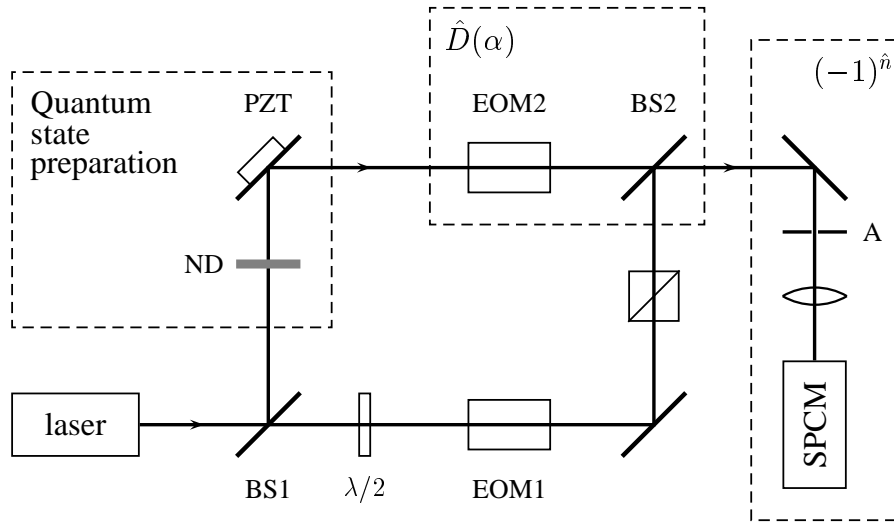 D̂(α)
(-1)^n̂
Quantum
state
preparation
PZT
EOM2
BS2
ND
A
laser
SPCM
BS1
λ/2
EOM1